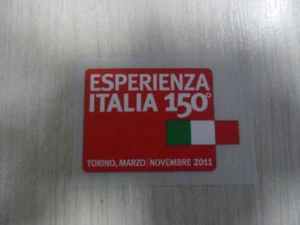 ESPERIENZA
ITALIA 150°
TORINO, MARZO | NOVEMBRE 2011